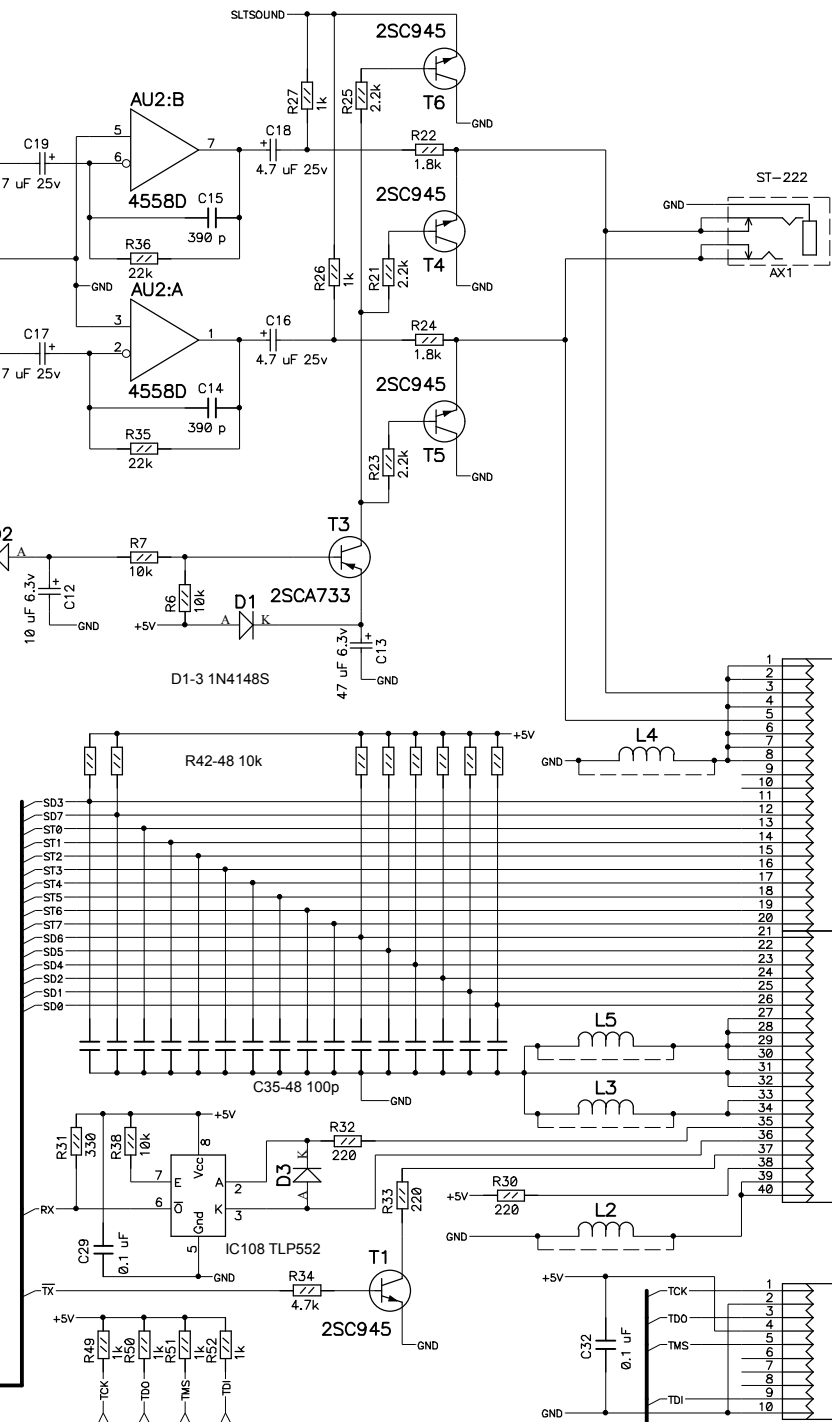 SLTSOUND
2SC945
R27
1k
R25
2.2k
T6
GND
AU2:B
C19
+
5
6
7
C18
+
4.7 uF 25v
7 uF 25v
R22
1.8k
ST-222
GND
AX1
4558D
C15
390 p
2SC945
R36
22k
R26
1k
R21
2.2k
T4
GND
GND
AU2:A
C17
+
3
2
1
C16
+
4.7 uF 25v
7 uF 25v
R24
1.8k
4558D
C14
390 p
2SC945
R35
22k
R23
2.2k
T5
GND
T3
D2
A
R7
10k
2SCA733
10 uF 6.3v
+
C12
GND
R6
10k
+5V
A
D1
K
47 uF 6.3v
+
C13
GND
D1-3 1N4148S
1
2
3
4
5
6
7
8
9
10
11
12
13
14
15
16
17
18
19
20
21
22
23
24
25
26
27
28
29
30
31
32
33
34
35
36
37
38
39
40
+5V
R42-48 10k
GND
L4
SD3
SD7
ST0
ST1
ST2
ST3
ST4
ST5
ST6
ST7
SD6
SD5
SD4
SD2
SD1
SD0
L5
C35-48 100p
GND
L3
+5V
R31
330
R38
10k
8
Vcc
R32
220
7
E
A
2
K
D3
A
6
O
K
3
RX
Gnd
5
R33
220
+5V
R30
220
C29
0.1 uF
IC108 TLP552
GND
GND
L2
TX
R34
4.7k
T1
2SC945
GND
+5V
R49
1k
R50
1k
R51
1k
R52
1k
TCK
TDO
TMS
TDI
+5V
C32
0.1 uF
GND
TCK
TDO
TMS
TDI
1
2
3
4
5
6
7
8
9
10